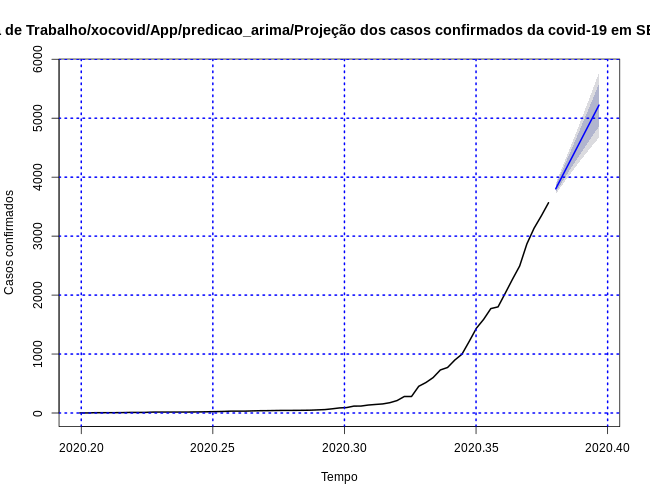 de Trabalho/xocovid/App/predicao_arima/Projeção dos casos confirmados da covid-19 em SE
6000
5000
4000
3000
2000
1000
0
Casos confirmados
2020.20 2020.25 2020.30 2020.35 2020.40
Tempo